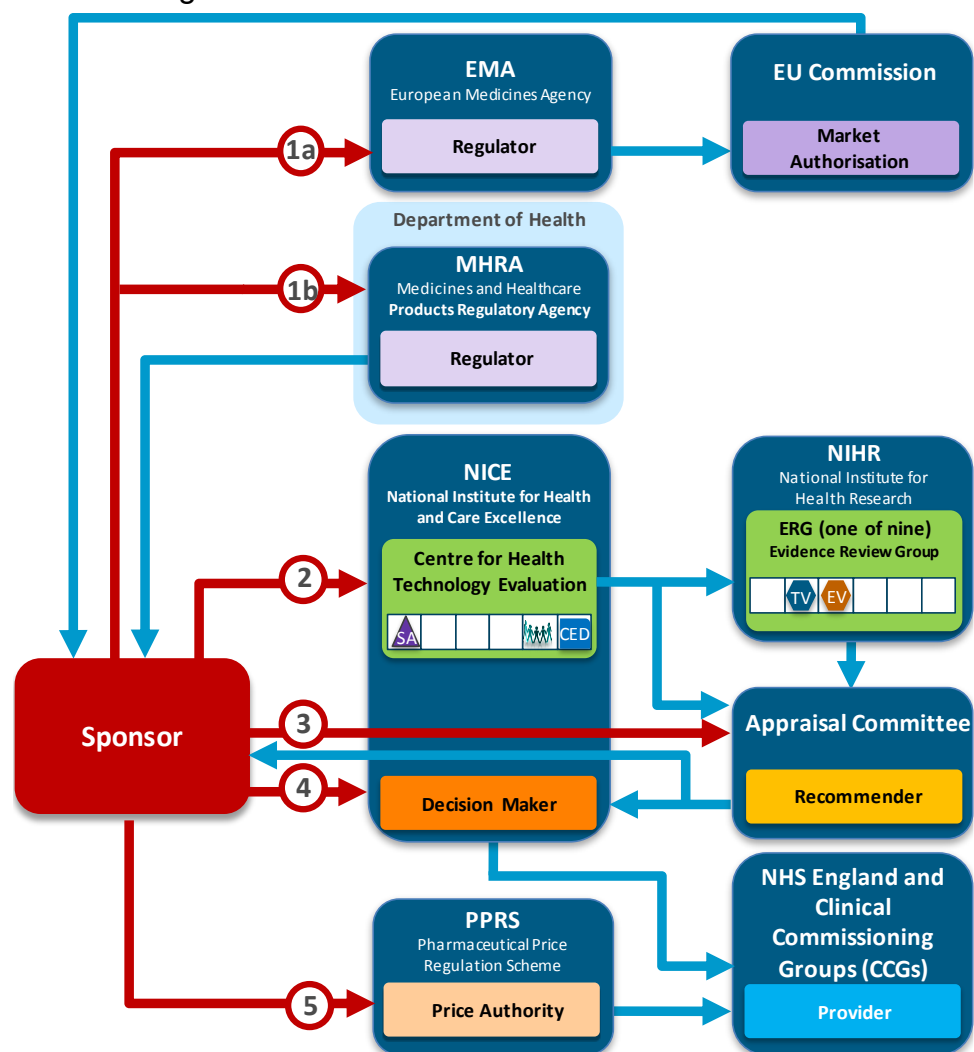 EMA
European Medicines Agency
Regulator
EU Commission
Market
Authorisation
1a
Department of Health
MHRA
Medicines and Healthcare
Products Regulatory Agency
Regulator
1b
NICE
National Institute for Health
and Care Excellence
Centre for Health
Technology Evaluation
SA
CED
2
NIHR
National Institute for
Health Research
ERG (one of nine)
Evidence Review Group
TV
EV
Sponsor
3
4
Decision Maker
Appraisal Committee
Recommender
PPRS
Pharmaceutical Price
Regulation Scheme
Price Authority
5
NHS England and
Clinical
Commissioning
Groups (CCGs)
Provider